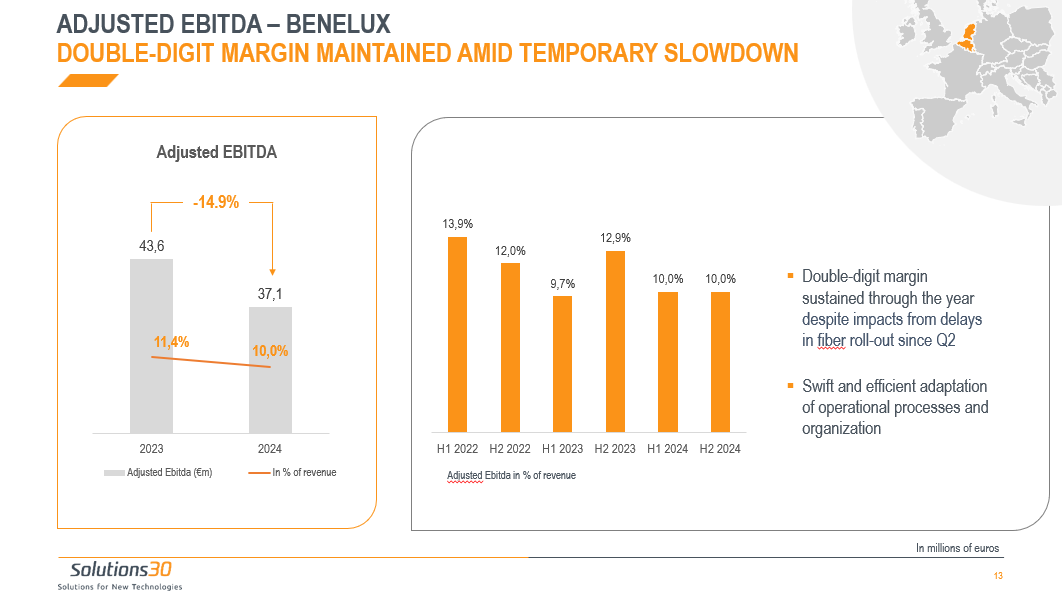 ADJUSTED EBITDA – BENELUX
DOUBLE-DIGIT MARGIN MAINTAINED AMID TEMPORARY SLOWDOWN
Adjusted EBITDA
-14.9%
43,6
37,1
11,4%
10,0%
2023
2024
Adjusted Ebitda (€m)
In % of revenue
13,9%
12,0%
9,7%
12,9%
10,0%
10,0%
H1 2022
H2 2022
H1 2023
H2 2023
H1 2024
H2 2024
Adjusted Ebitda in % of revenue
Double-digit margin
sustained through the year
despite impacts from delays
in fiber roll-out since Q2
Swift and efficient adaptation
of operational processes and
organization
In millions of euros
Solutions30
Solutions for New Technologies
13